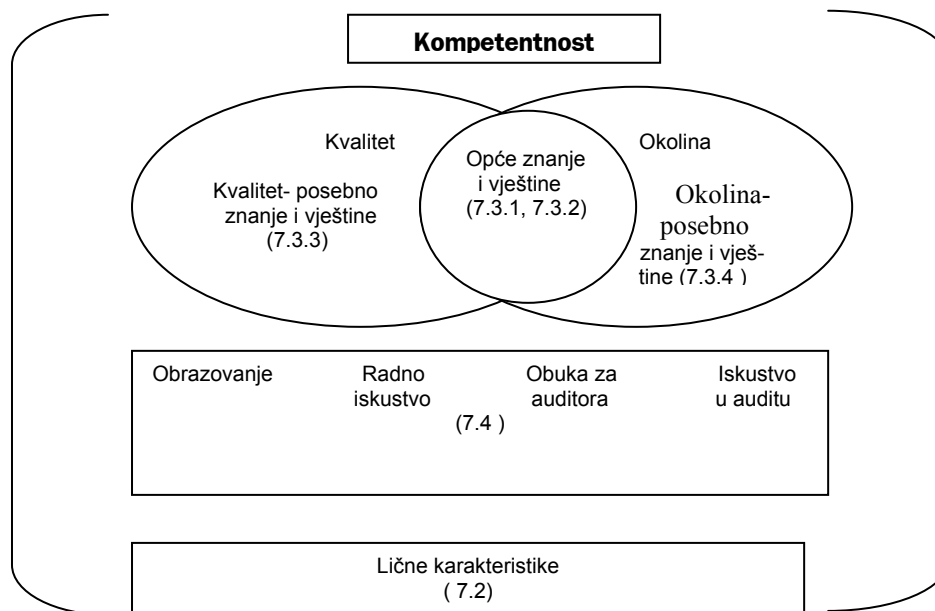 Kompetentnost
Kvalitet
Kvalitet- posebno
znanje i vještine
(7.3.3)
Opće znanje
i vještine
(7.3.1, 7.3.2)
Okolina
Okolina-
posebno
znanje i vješ-
tine (7.3.4 )
Obrazovanje
Radno
iskustvo
Obuka za
auditora
Iskustvo
u auditu
(7.4 )
Lične karakteristike
( 7.2)